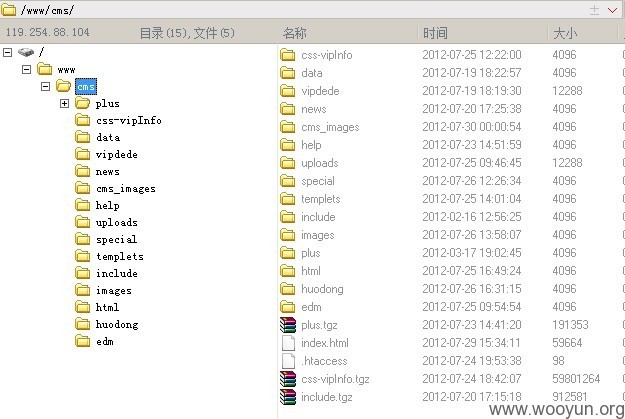 /www/cms/
119.254.88.104 目录(15),文件(5) 名称 时间 大小
/
www
cms
plus
css-vipInfo
data
vipdede
news
cms_images
help
uploads
special
templets
include
images
html
huodong
edm
css-vipInfo 2012-07-25 12:22:00 4096
data 2012-07-19 18:22:57 4096
vipdede 2012-07-19 18:19:30 12288
news 2012-07-20 17:25:38 4096
cms_images 2012-07-30 00:00:54 4096
help 2012-07-23 14:51:59 4096
uploads 2012-07-25 09:46:45 12288
special 2012-07-26 12:26:34 4096
templets 2012-07-25 14:01:04 4096
include 2012-02-16 12:56:25 4096
images 2012-07-26 13:58:07 4096
plus 2012-03-17 19:02:45 4096
html 2012-07-25 16:49:24 4096
huodong 2012-07-26 16:31:15 4096
edm 2012-07-25 09:54:54 4096
plus.tgz 2012-07-23 14:41:20 191353
index.html 2012-07-29 15:34:11 59664
.htaccess 2012-07-24 19:53:38 98
css-vipInfo.tgz 2012-07-24 18:42:07 59801264
include.tgz 2012-07-20 17:15:18 912581
www.wooyun.org